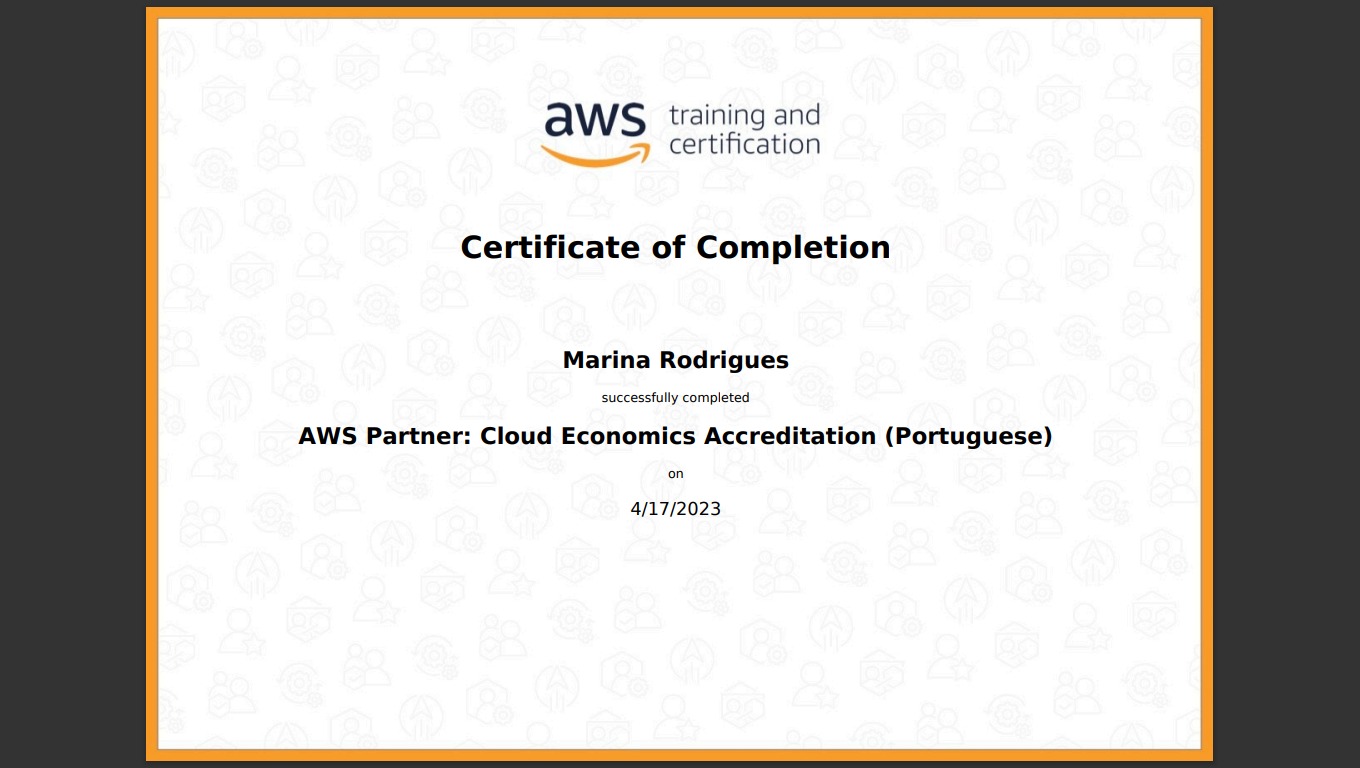 aws training and
certification
Certificate of Completion
Marina Rodrigues
successfully completed
AWS Partner: Cloud Economics Accreditation (Portuguese)
on
4/17/2023